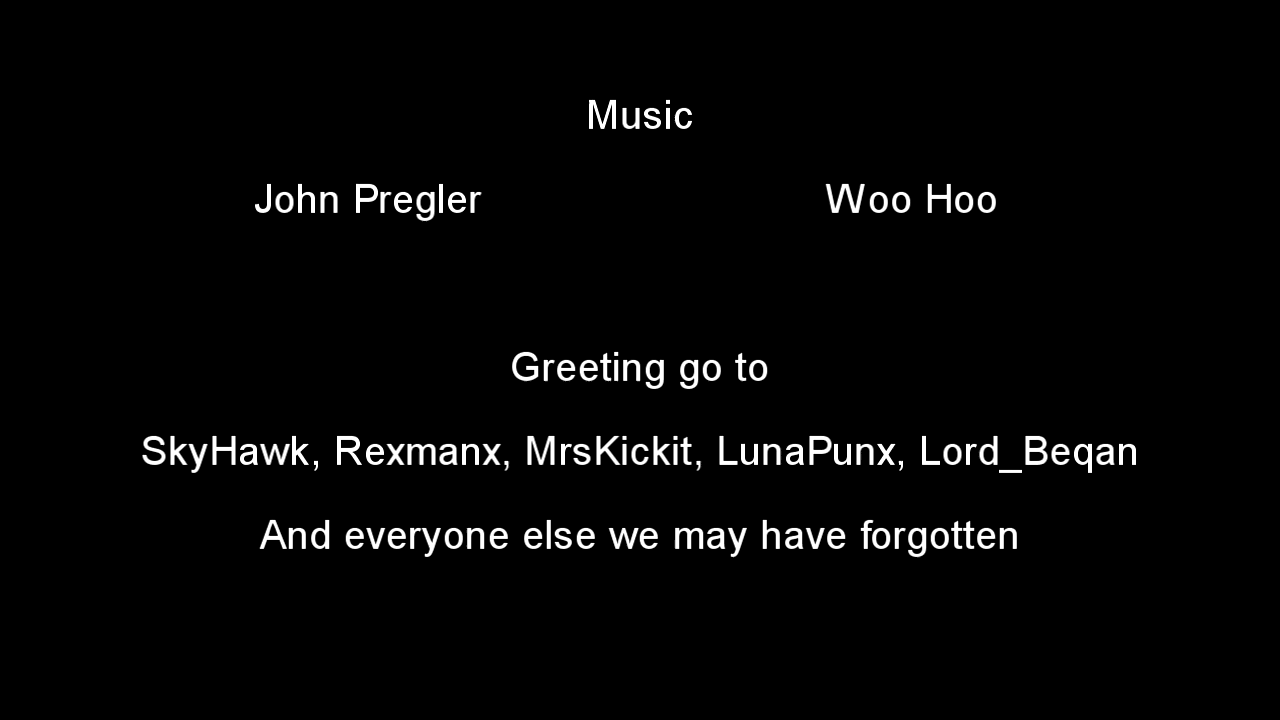 Music
John Pregler Woo Hoo
Greeting go to
SkyHawk, Rexmanx, MrsKickit, LunaPunx, Lord_Beqan
And everyone else we may have forgotten